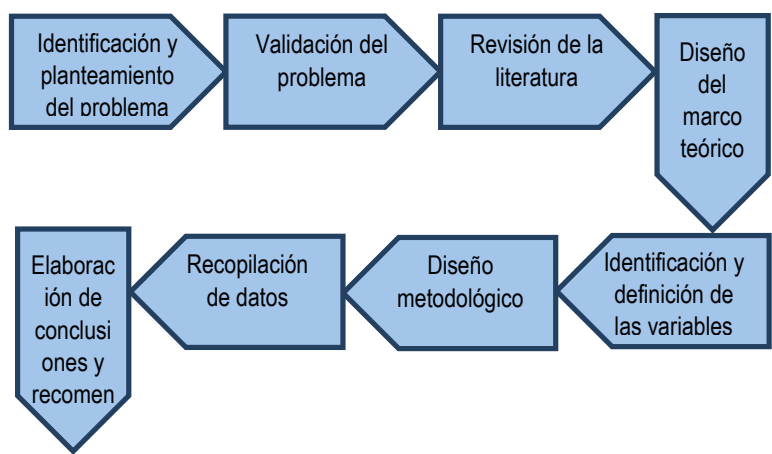 Identificación y
planteamiento
del problema
Validación del
problema
Revisión de la
literatura
Diseño
del
marco
teórico
Identificación y
definición de
las variables
Diseño
metodológico
Recopilación
de datos
Elaborac
ión de
conclusi
ones y
recomen